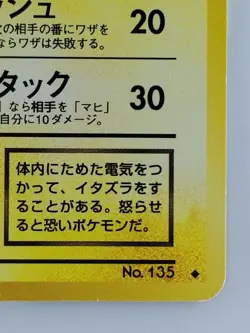 ッシュ 20
の相手の番にワザを
ならワザは失敗する。
タック 30
」なら相手を「マヒ」
自分に10ダメージ。
体内にためた電気をつ
かって、イタズラをす
ることがある。怒らせ
ると恐いポケモンだ。
No. 135 ◆